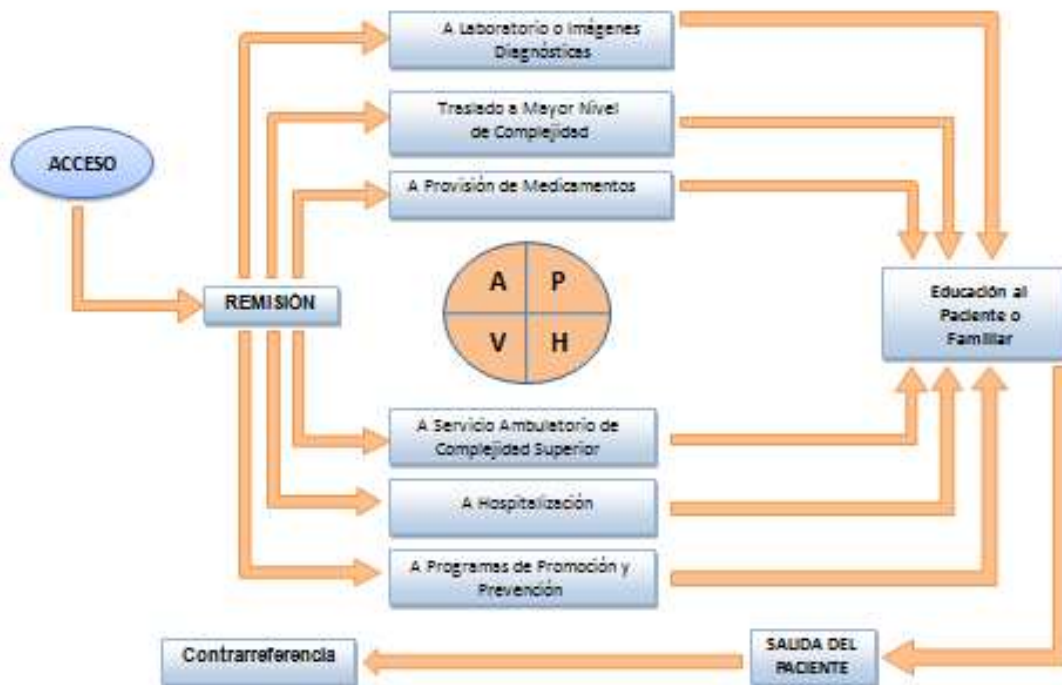 A Laboratorio o Imágenes
Diagnósticas
Traslado a Mayor Nivel
de Complejidad
ACCESO
A Provisión de Medicamentos
REMISIÓN
A P
V H
Educación al
Paciente o
Familiar
A Servicio Ambulatorio de
Complejidad Superior
A Hospitalización
A Programas de Promoción y
Prevención
Contrarreferencia
SALIDA DEL
PACIENTE